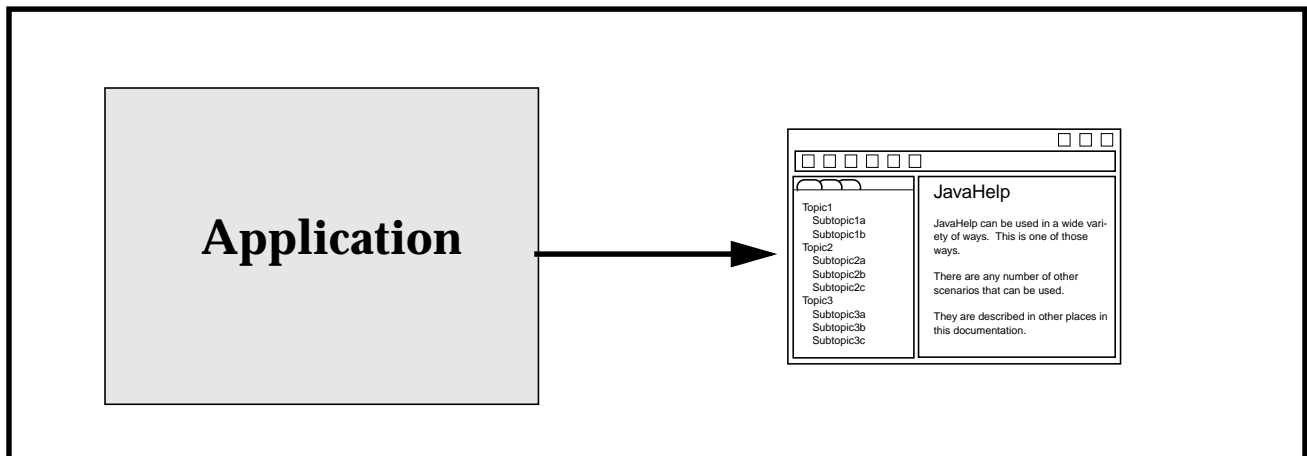 Application
Topic1
Subtopic1a
Subtopic1b
Topic2
Subtopic2a
Subtopic2b
Subtopic2c
Topic3
Subtopic3a
Subtopic3b
Subtopic3c
JavaHelp
JavaHelp can be used in a wide vari-
ety of ways.  This is one of those
ways.
There are any number of other
scenarios that can be used.
They are described in other places in
this documentation.